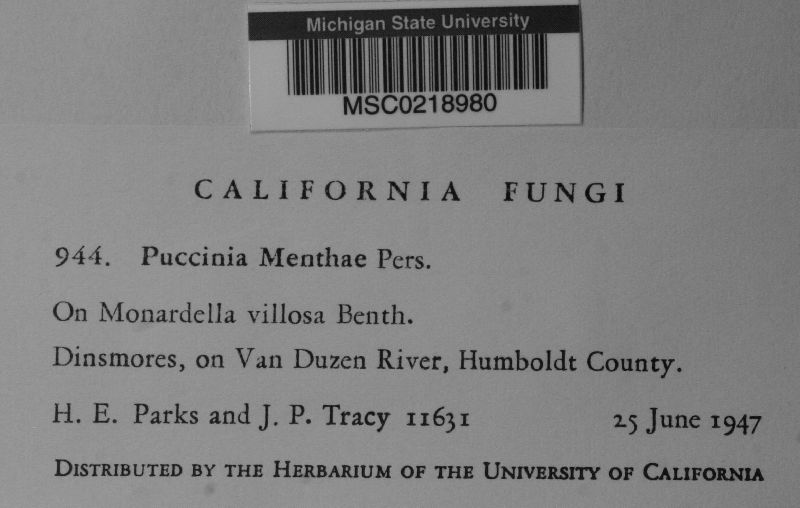 Michigan State University
MSC0218980
CALIFORNIA FUNGI
944. Puccinia Menthae Pers.
On Monardella villosa Benth.
Dinsmores, on Van Duzen River, Humboldt County.
H. E. Parks and J. P. Tracy 11631 25 June 1947
DISTRIBUTED BY THE HERBARIUM OF THE UNIVERSITY OF CALIFORNIA